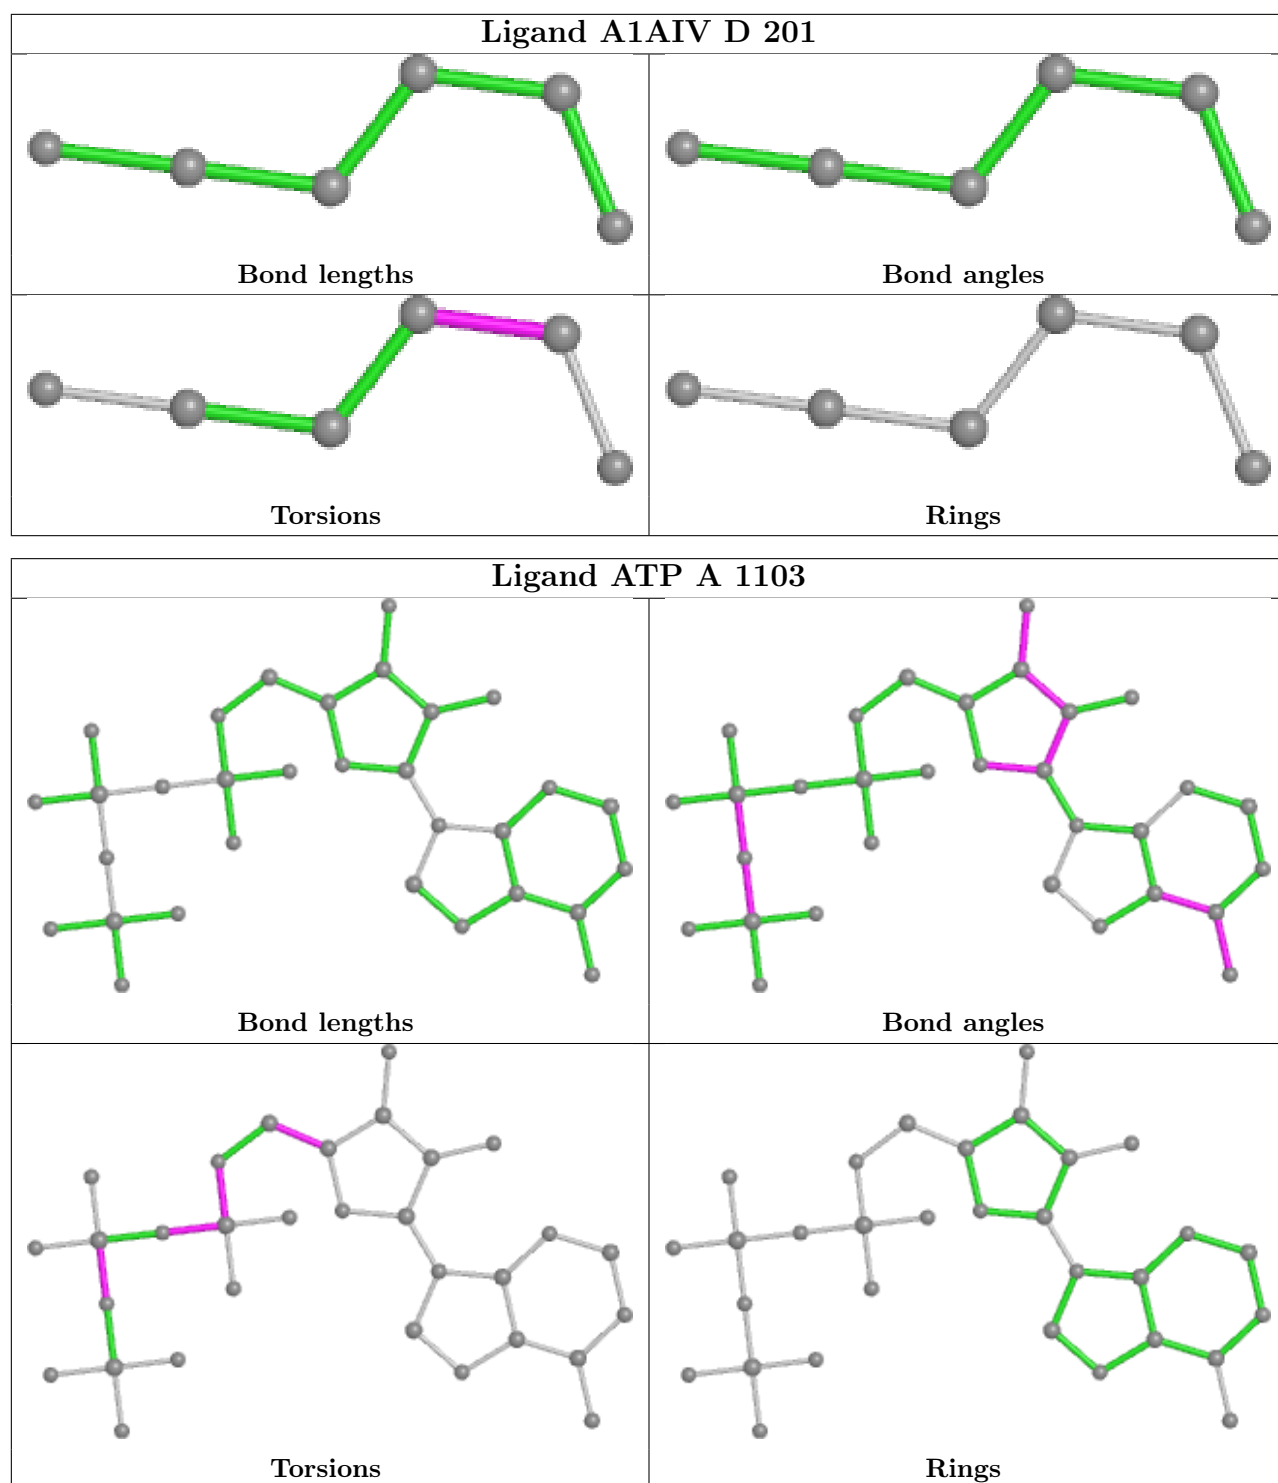 Ligand A1AIV D 201
Bond lengths
Bond angles
Torsions
Rings
Ligand ATP A 1103
Bond lengths
Bond angles
Torsions
Rings